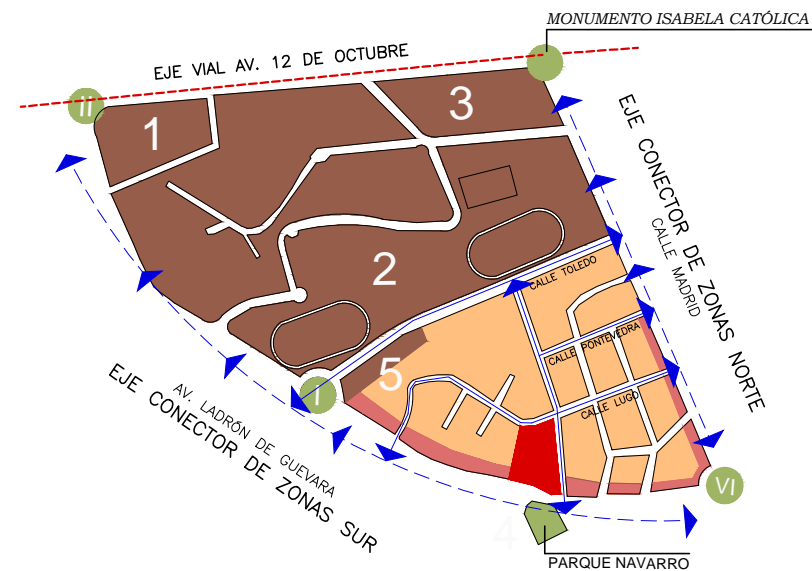 MONUMENTO ISABELA CATÓLICA
EJE VIAL AV. 12 DE OCTUBRE
II
1
3
EJE CONECTOR DE ZONAS NORTE
CALLE MADRID
2
CALLE TOLEDO
CALLE PONTEVEDRA
5
I
CALLE LUGO
AV. LADRÓN DE GUEVARA
EJE CONECTOR DE ZONAS SUR
VI
4
PARQUE NAVARRO